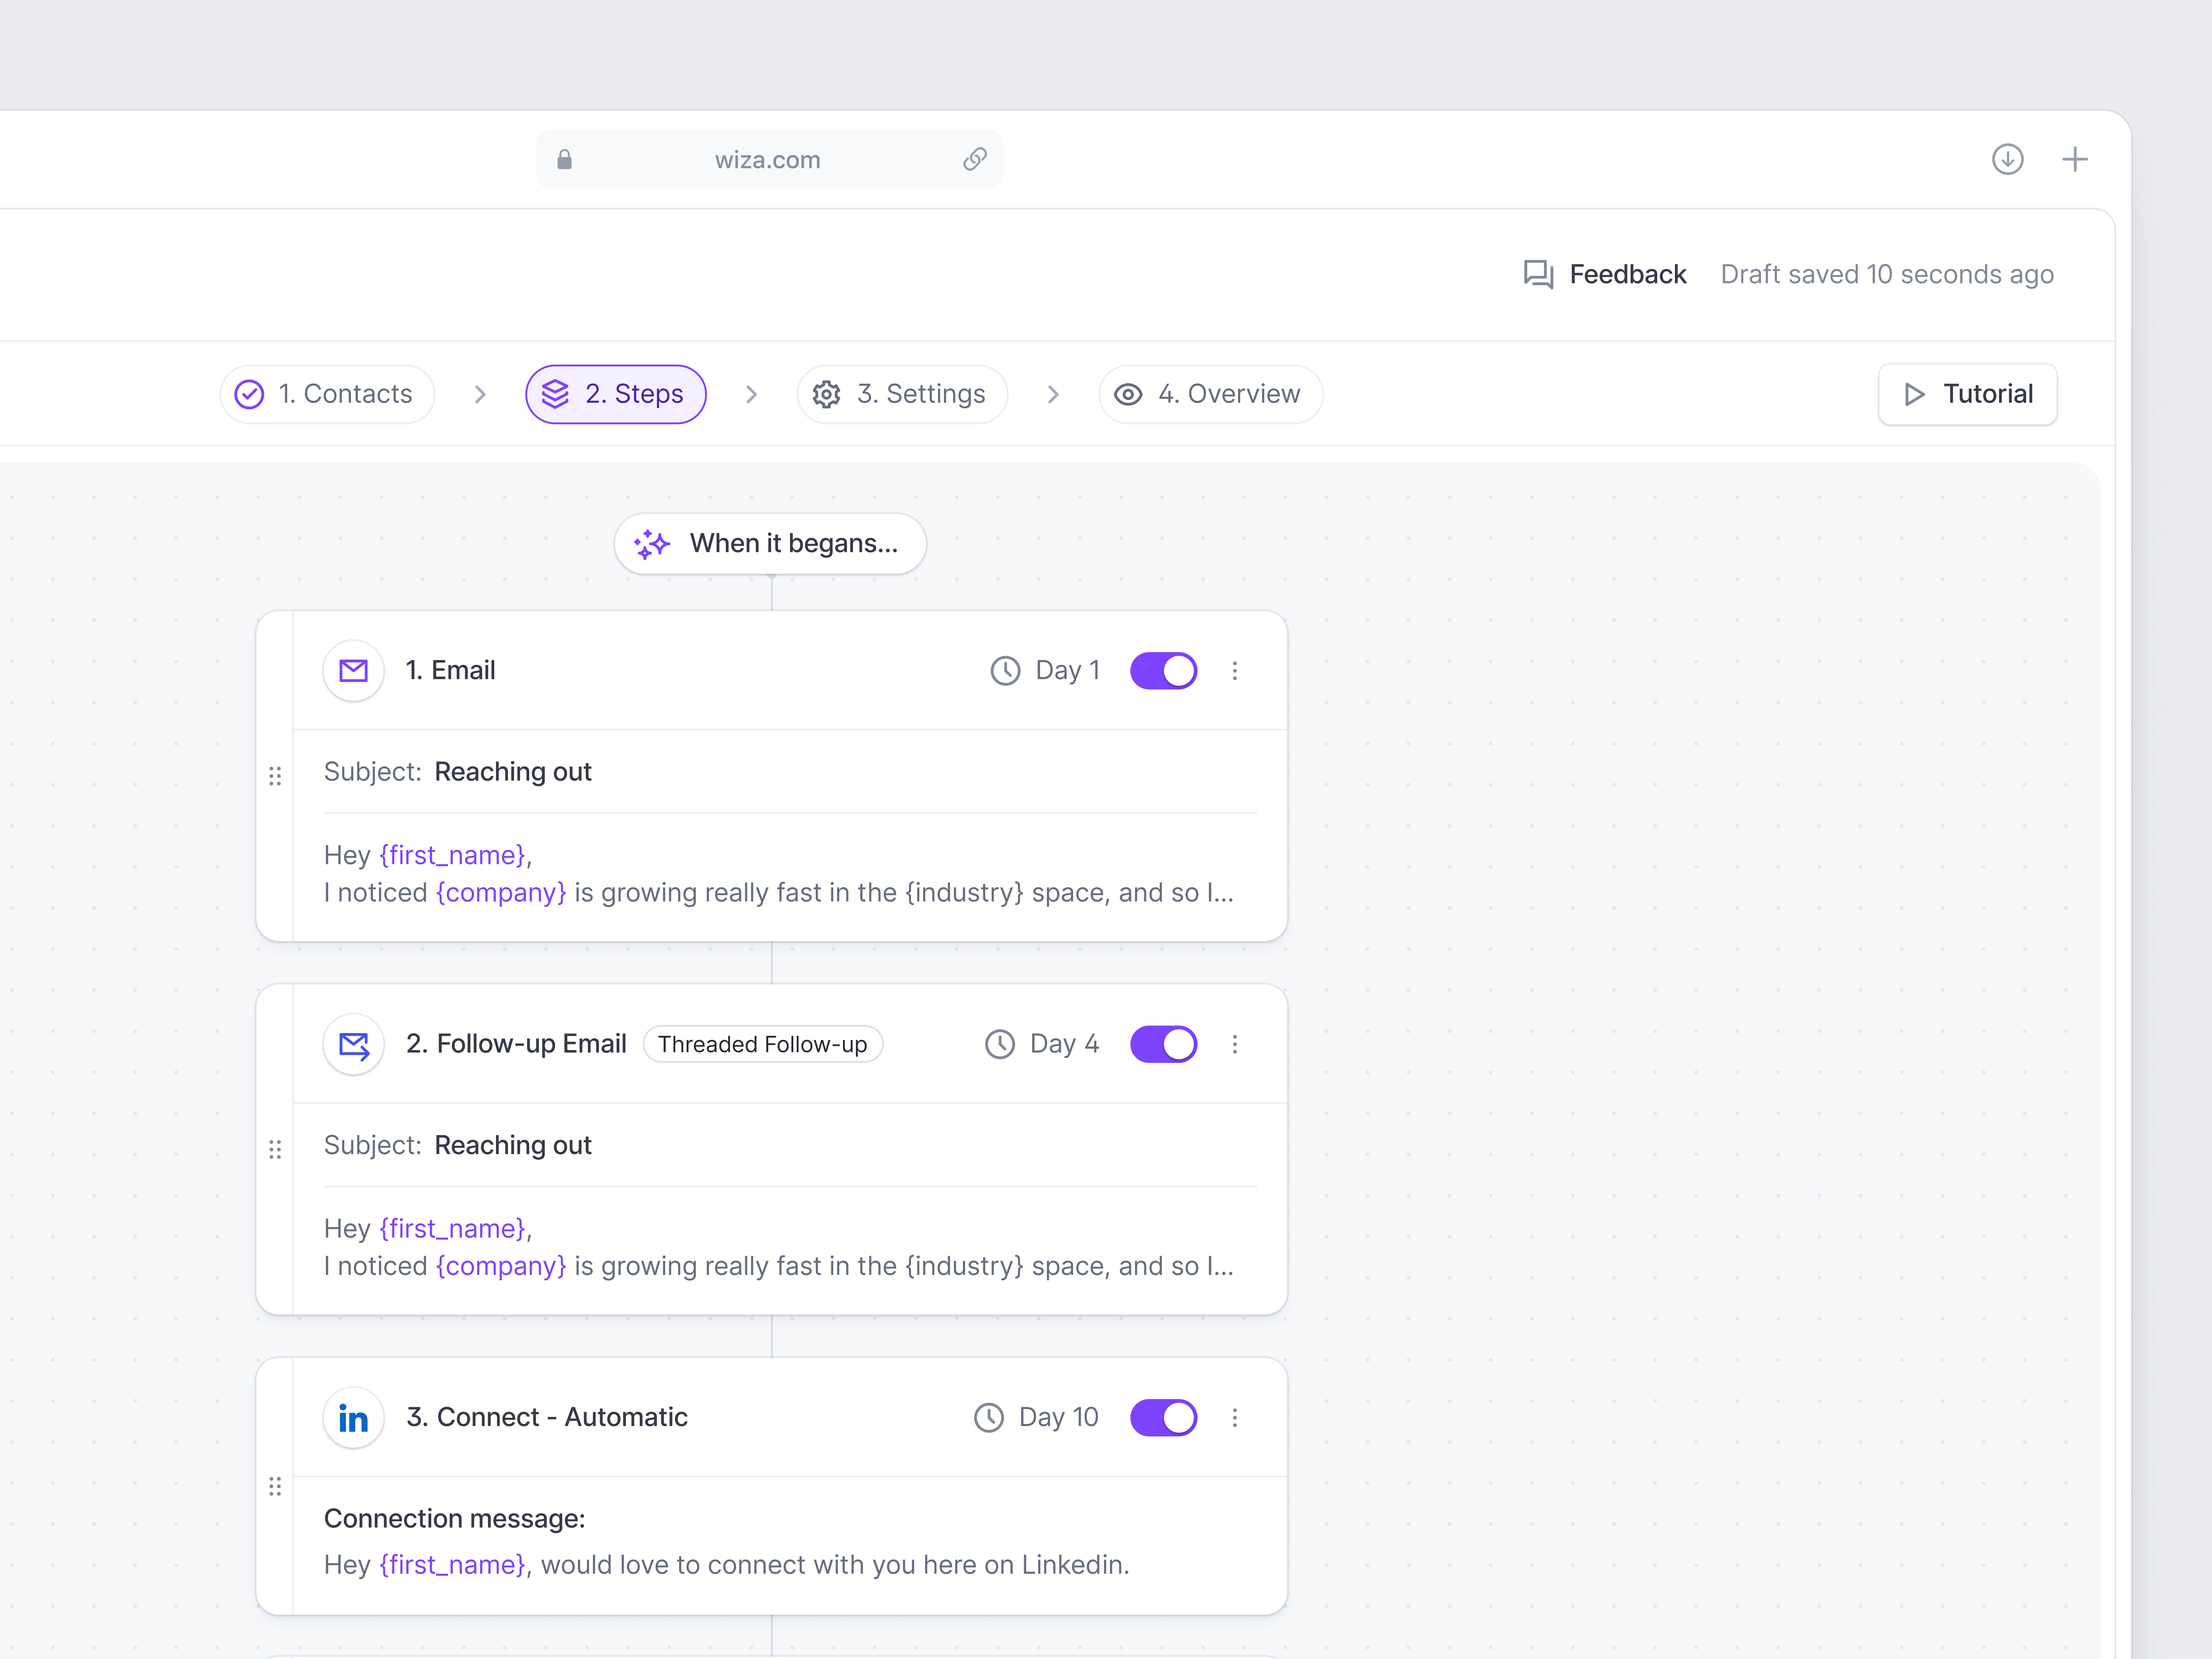 wiza.com
Feedback
Draft saved 10 seconds ago
1. Contacts
2. Steps
3. Settings
4. Overview
Tutorial
When it begans...
1. Email
Day 1
Subject: Reaching out
Hey {first_name},
I noticed {company} is growing really fast in the {industry} space, and so I...
2. Follow-up Email
Threaded Follow-up
Day 4
Subject: Reaching out
Hey {first_name},
I noticed {company} is growing really fast in the {industry} space, and so I...
in
3. Connect - Automatic
Day 10
Connection message:
Hey {first_name}, would love to connect with you here on Linkedin.